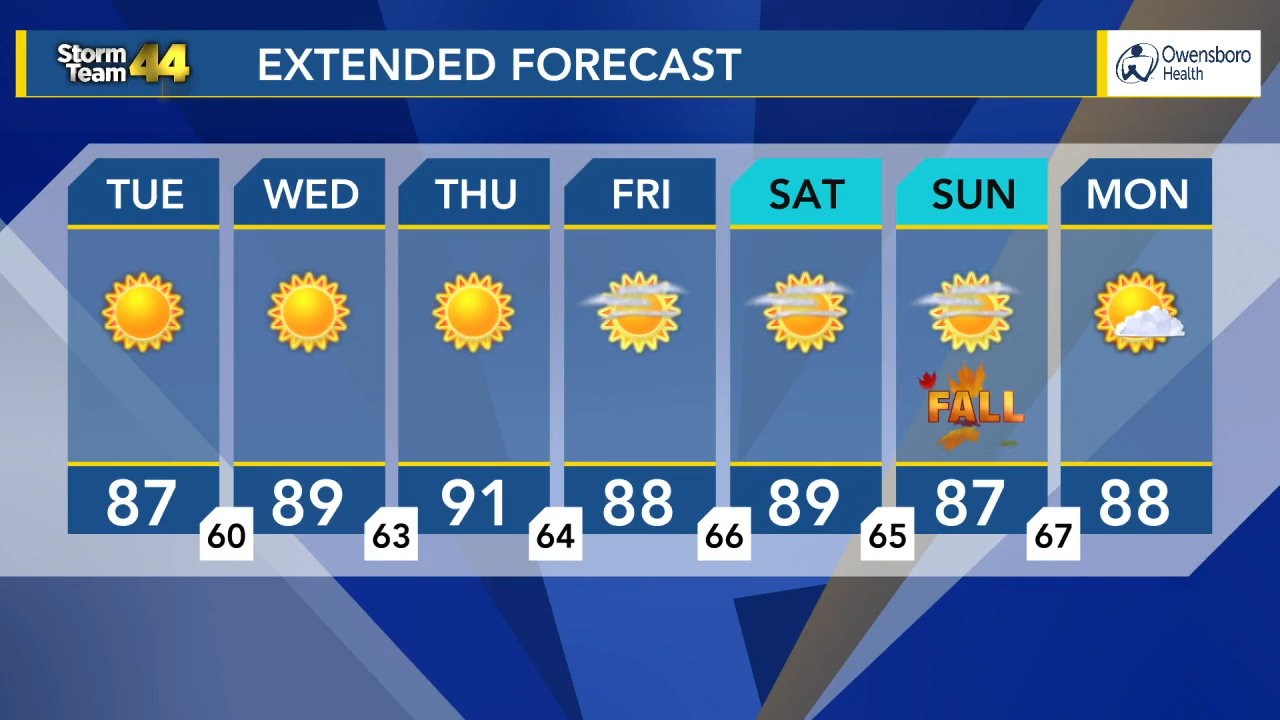 Storm
Team 44
EXTENDED FORECAST
Owensboro
Health
TUE WED THU FRI SAT SUN MON
FALL
87 89 91 88 89 87 88
60 63 64 66 65 67